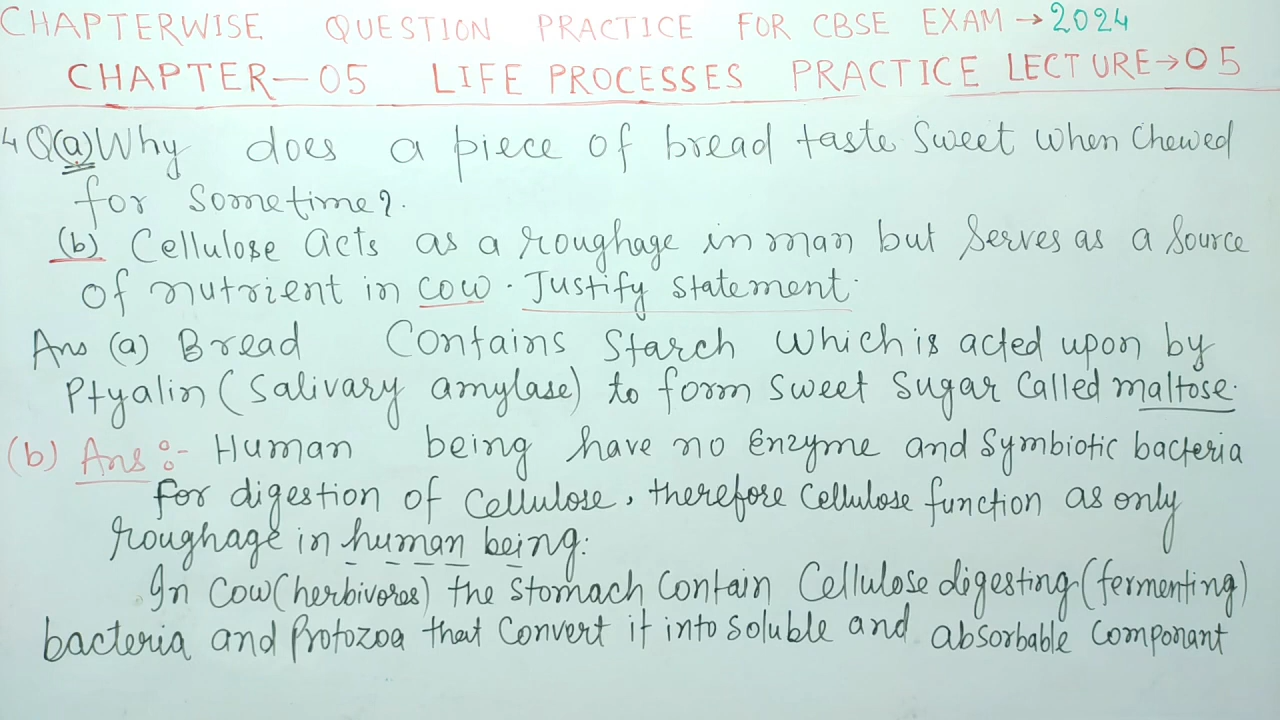 CHAPTERWISE QUESTION PRACTICE FOR CBSE EXAM → 2024
CHAPTER—05 LIFE PROCESSES PRACTICE LECTURE→05
4 Q(a) Why does a piece of bread taste sweet when chewed
for sometime?
(b) Cellulose acts as a roughage in man but serves as a source
of nutrient in cow. Justify statement.
Ans (a) Bread contains starch which is acted upon by
Ptyalin (salivary amylase) to form sweet sugar called maltose.
(b) Ans:- Human being have no enzyme and symbiotic bacteria
for digestion of cellulose, therefore cellulose function as only
roughage in human being:
In cow(herbivores) the stomach contain cellulose digesting (fermenting)
bacteria and protozoa that convert it into soluble and absorbable componant